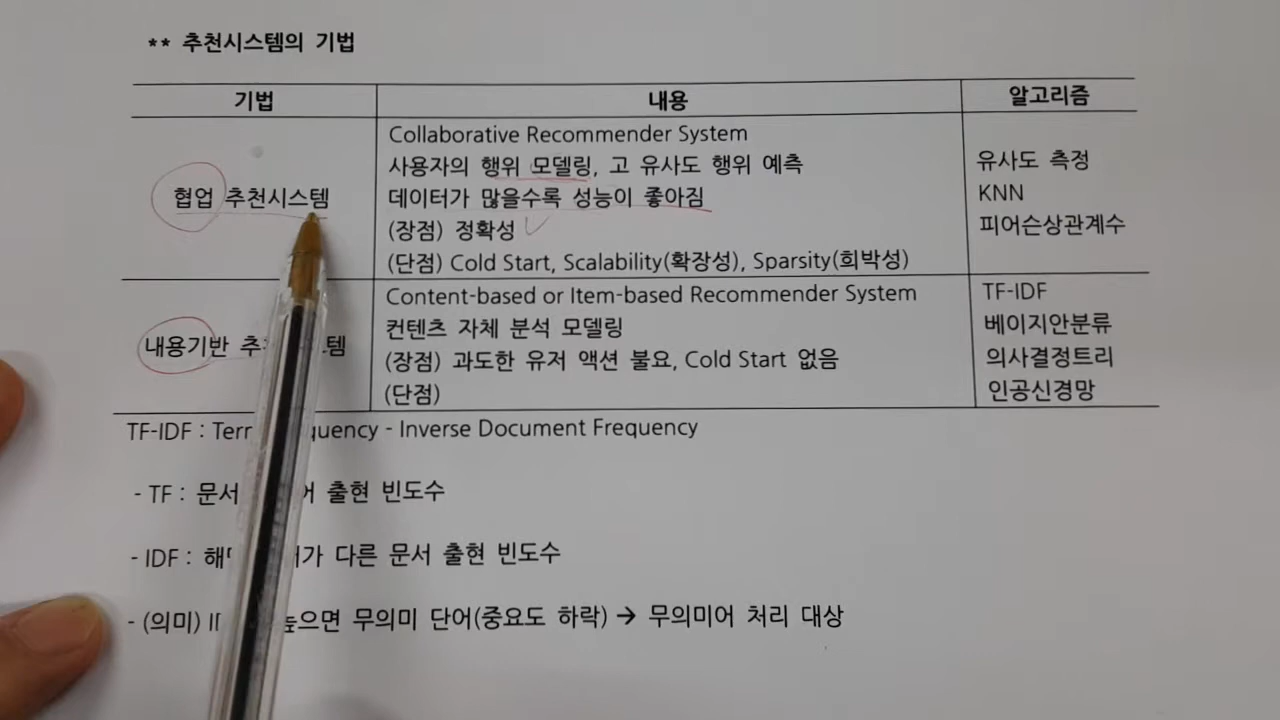 ** 추천시스템의 기법
기법 내용 알고리즘
협업 추천시스템
Collaborative Recommender System
사용자의 행위 모델링, 고 유사도 행위 예측
데이터가 많을수록 성능이 좋아짐
(장점) 정확성
(단점) Cold Start, Scalability(확장성), Sparsity(희박성)
유사도 측정
KNN
피어슨상관계수
내용기반
Content-based or Item-based Recommender System
컨텐츠 자체 분석 모델링
(장점) 과도한 유저 액션 불요, Cold Start 없음
(단점)
TF-IDF
베이지안분류
의사결정트리
인공신경망
TF-IDF : - Inverse Document Frequency
- TF : 문서 출현 빈도수
- IDF : 다른 문서 출현 빈도수
- (의미) 무의미 단어(중요도 하락) → 무의미어 처리 대상